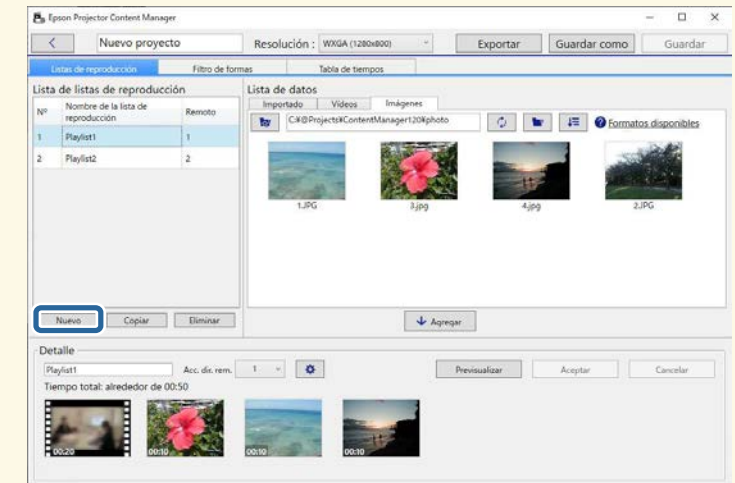 Epson Projector Content Manager
Nuevo proyecto
Resolución : WXGA (1280x800)
Exportar
Guardar como
Guardar
Listas de reproducción
Filtro de formas
Tabla de tiempos
Lista de listas de reproducción
Nº
Nombre de la lista de
reproducción
Remoto
1 Playlist1 1
2 Playlist2 2
Nuevo
Copiar
Eliminar
Lista de datos
Importado
Vídeos
Imágenes
C:¥@Projects¥ContentManager120¥photo
? Formatos disponibles
1.JPG
3.jpg
4.jpg
2.JPG
Agregar
Detalle
Playlist1
Acc. dir. rem.
1
Previsualizar
Aceptar
Cancelar
Tiempo total: alrededor de 00:50
00:20
00:10
00:10
00:10